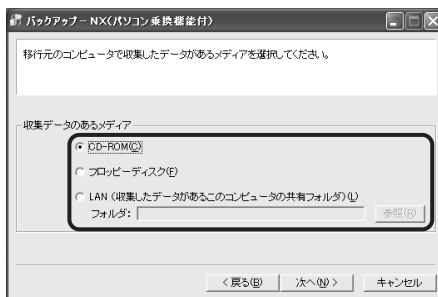 バックアップ-NX(パソコン乗換機能付)
移行元のコンピュータで収集したデータがあるメディアを選択してください。
収集データのあるメディア
CD-ROM(C)
フロッピーディスク(F)
LAN (収集したデータがあるこのコンピュータの共有フォルダ)(L)
フォルダ:
参照(R)
< 戻る(B)
次へ(N) >
キャンセル